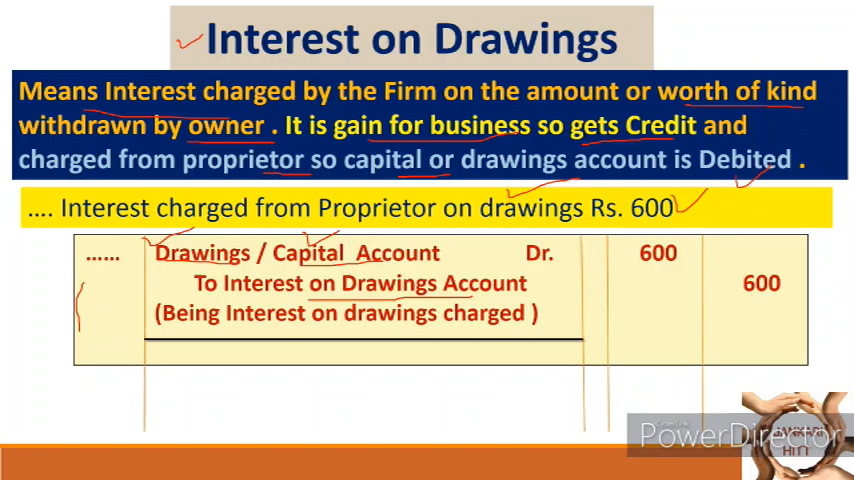 Interest on Drawings
Means Interest charged by the Firm on the amount or worth of kind
withdrawn by owner . It is gain for business so gets Credit and
charged from proprietor so capital or drawings account is Debited .
.... Interest charged from Proprietor on drawings Rs. 600
...... Drawings / Capital Account Dr. 600
To Interest on Drawings Account 600
(Being Interest on drawings charged )
CyberLink
PowerDirector
JANKARI
HITT